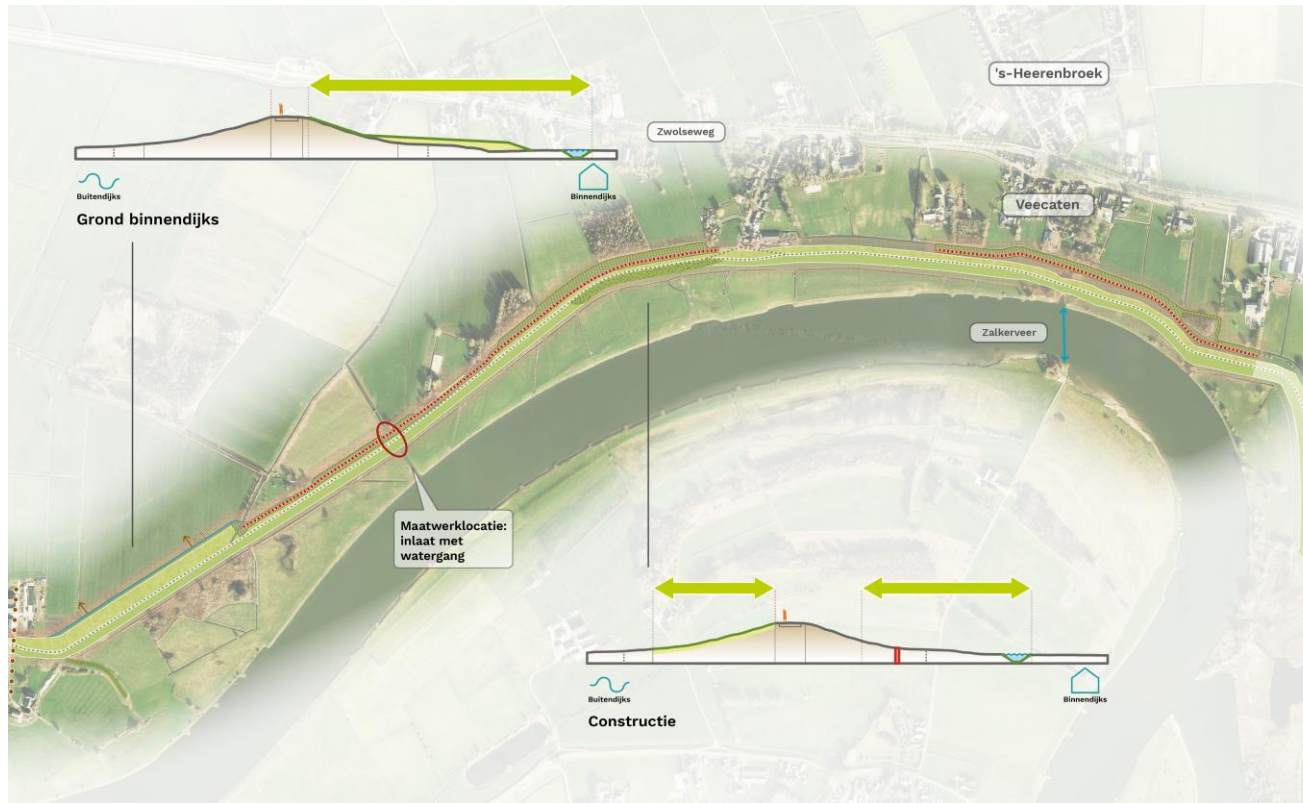 's-Heerenbroek
Zwolseweg
Buitendijks
Binnendijks
Grond binnendijks
Veecaten
Zalkerveer
Maatwerklocatie:
inlaat met
watergang
Buitendijks
Binnendijks
Constructie